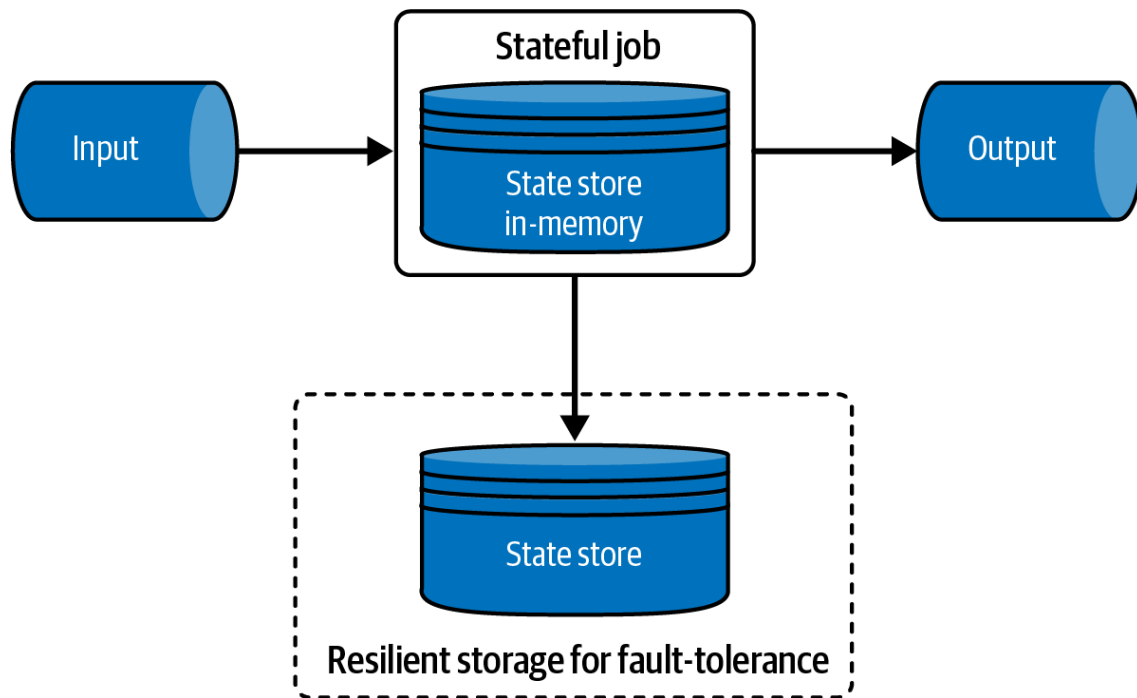 Stateful job
Input
State store
in-memory
Output
State store
Resilient storage for fault-tolerance